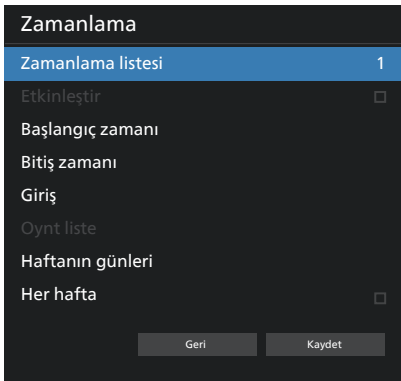 Zamanlama
Zamanlama listesi 1
Etkinleştir
Başlangıç zamanı
Bitiş zamanı
Giriş
Oynt liste
Haftanın günleri
Her hafta
Geri Kaydet